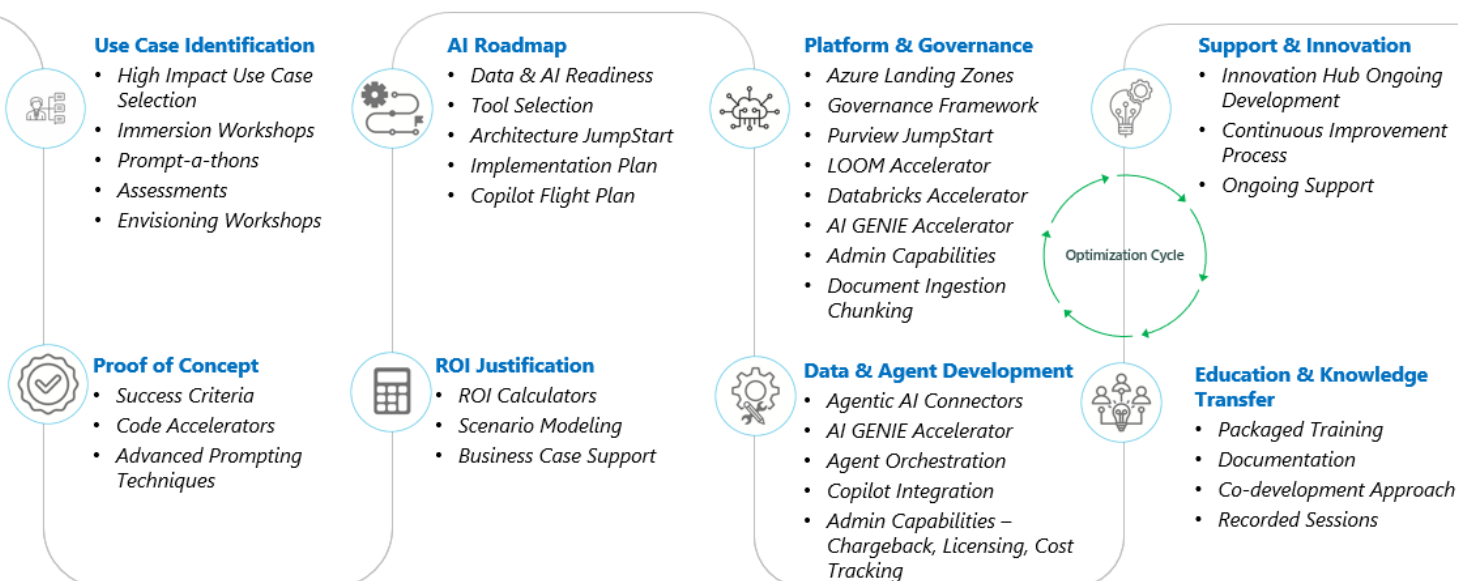 Use Case Identification
• High Impact Use Case
Selection
• Immersion Workshops
• Prompt-a-thons
• Assessments
• Envisioning Workshops
Proof of Concept
• Success Criteria
• Code Accelerators
• Advanced Prompting
Techniques
AI Roadmap
• Data & AI Readiness
• Tool Selection
• Architecture JumpStart
• Implementation Plan
• Copilot Flight Plan
ROI Justification
• ROI Calculators
• Scenario Modeling
• Business Case Support
Platform & Governance
• Azure Landing Zones
• Governance Framework
• Purview JumpStart
• LOOM Accelerator
• Databricks Accelerator
• AI GENIE Accelerator
• Admin Capabilities
• Document Ingestion
Chunking
Data & Agent Development
• Agentic AI Connectors
• AI GENIE Accelerator
• Agent Orchestration
• Copilot Integration
• Admin Capabilities –
Chargeback, Licensing, Cost
Tracking
Support & Innovation
• Innovation Hub Ongoing
Development
• Continuous Improvement
Process
• Ongoing Support
Optimization Cycle
Education & Knowledge
Transfer
• Packaged Training
• Documentation
• Co-development Approach
• Recorded Sessions